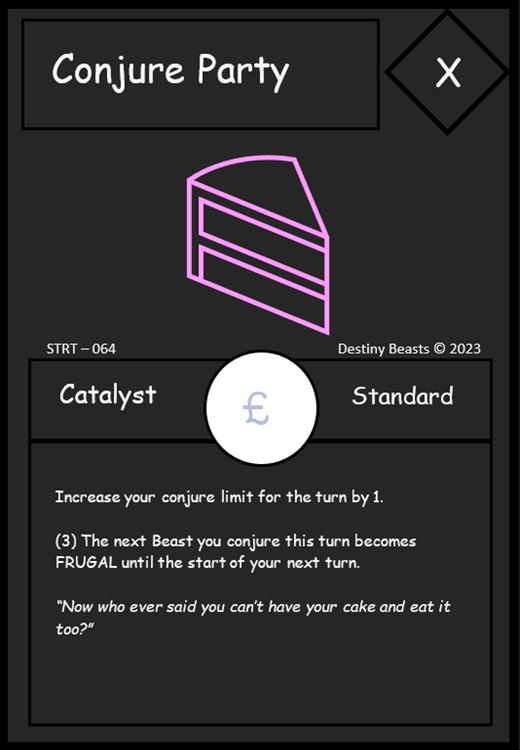 Conjure Party
X
STRT – 064
Destiny Beasts © 2023
Catalyst
£
Standard
Increase your conjure limit for the turn by 1.
(3) The next Beast you conjure this turn becomes
FRUGAL until the start of your next turn.
“Now who ever said you can’t have your cake and eat it
too?”